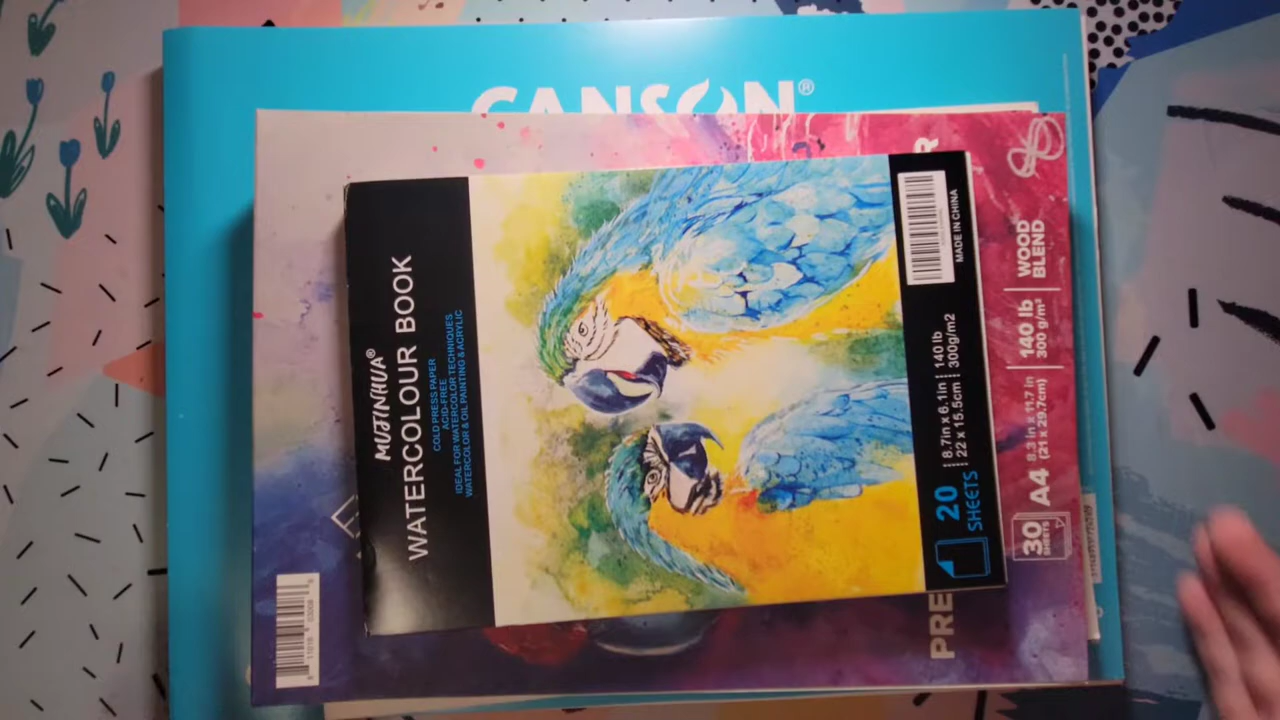 CANSON®
MUJINHUA®
WATERCOLOUR BOOK
COLD PRESS PAPER
ACID-FREE
IDEAL FOR WATERCOLOR TECHNIQUES
WATERCOLOR & OIL PAINTING & ACRYLIC
20
SHEETS
8.7in x 6.1in
22 x 15.5cm
140 lb
300g/m2
MADE IN CHINA
PRE
R
30
SHEETS
A4
8.3 in x 11.7 in
(21 x 29.7cm)
140 lb
300 g/m²
WOOD
BLEND